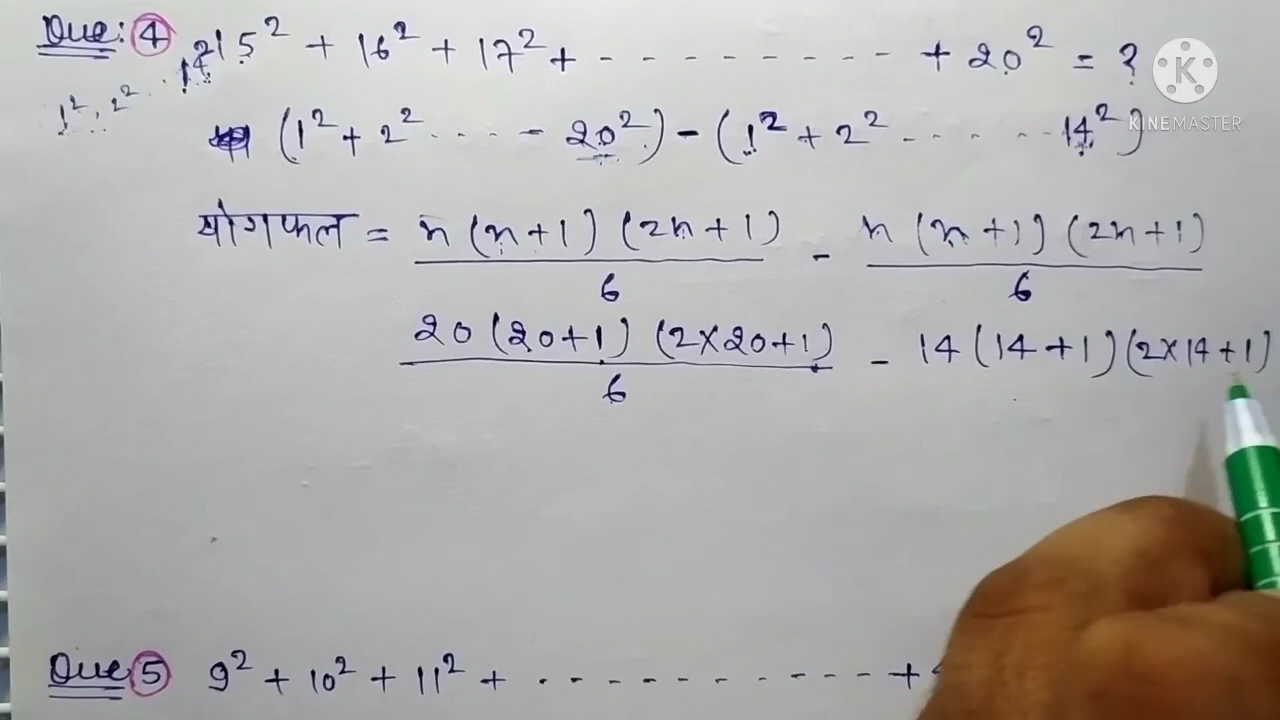 Que: 4 15² + 16² + 17² + - - - - - - - - - + 20² = ?
1², 2² .. 14²
(1² + 2² - - - - 20²) - (1² + 2² - - - - - 14²)
योगफल = n(n+1)(2n+1)/6 - n(n+1)(2n+1)/6
20(20+1)(2×20+1)/6 - 14(14+1)(2×14+1)
Que 5 9² + 10² + 11² + - - - - - - - - - - +
K
KINEMASTER